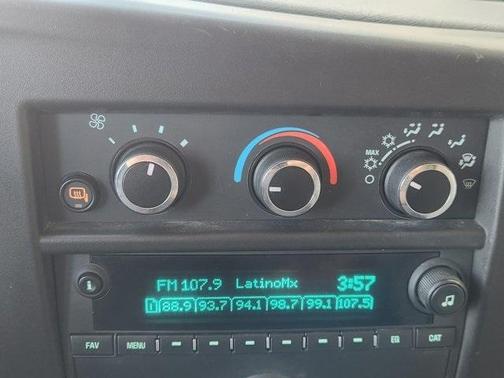 MAX
FM 107.9 LatinoMx 3:57
1 88.9 93.7 94.1 98.7 99.1 107.5
i
FAV MENU EQ CAT